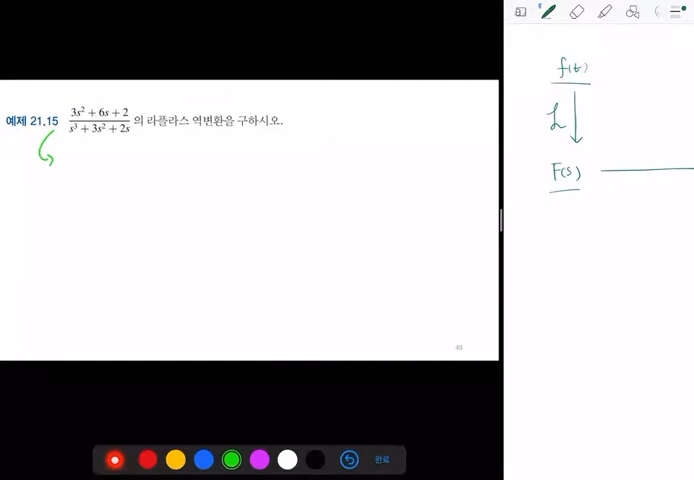 예제 21.15 3s² + 6s + 2 / s³ + 3s² + 2s 의 라플라스 역변환을 구하시오.
43
완료
f(t)
ℒ
F(s)